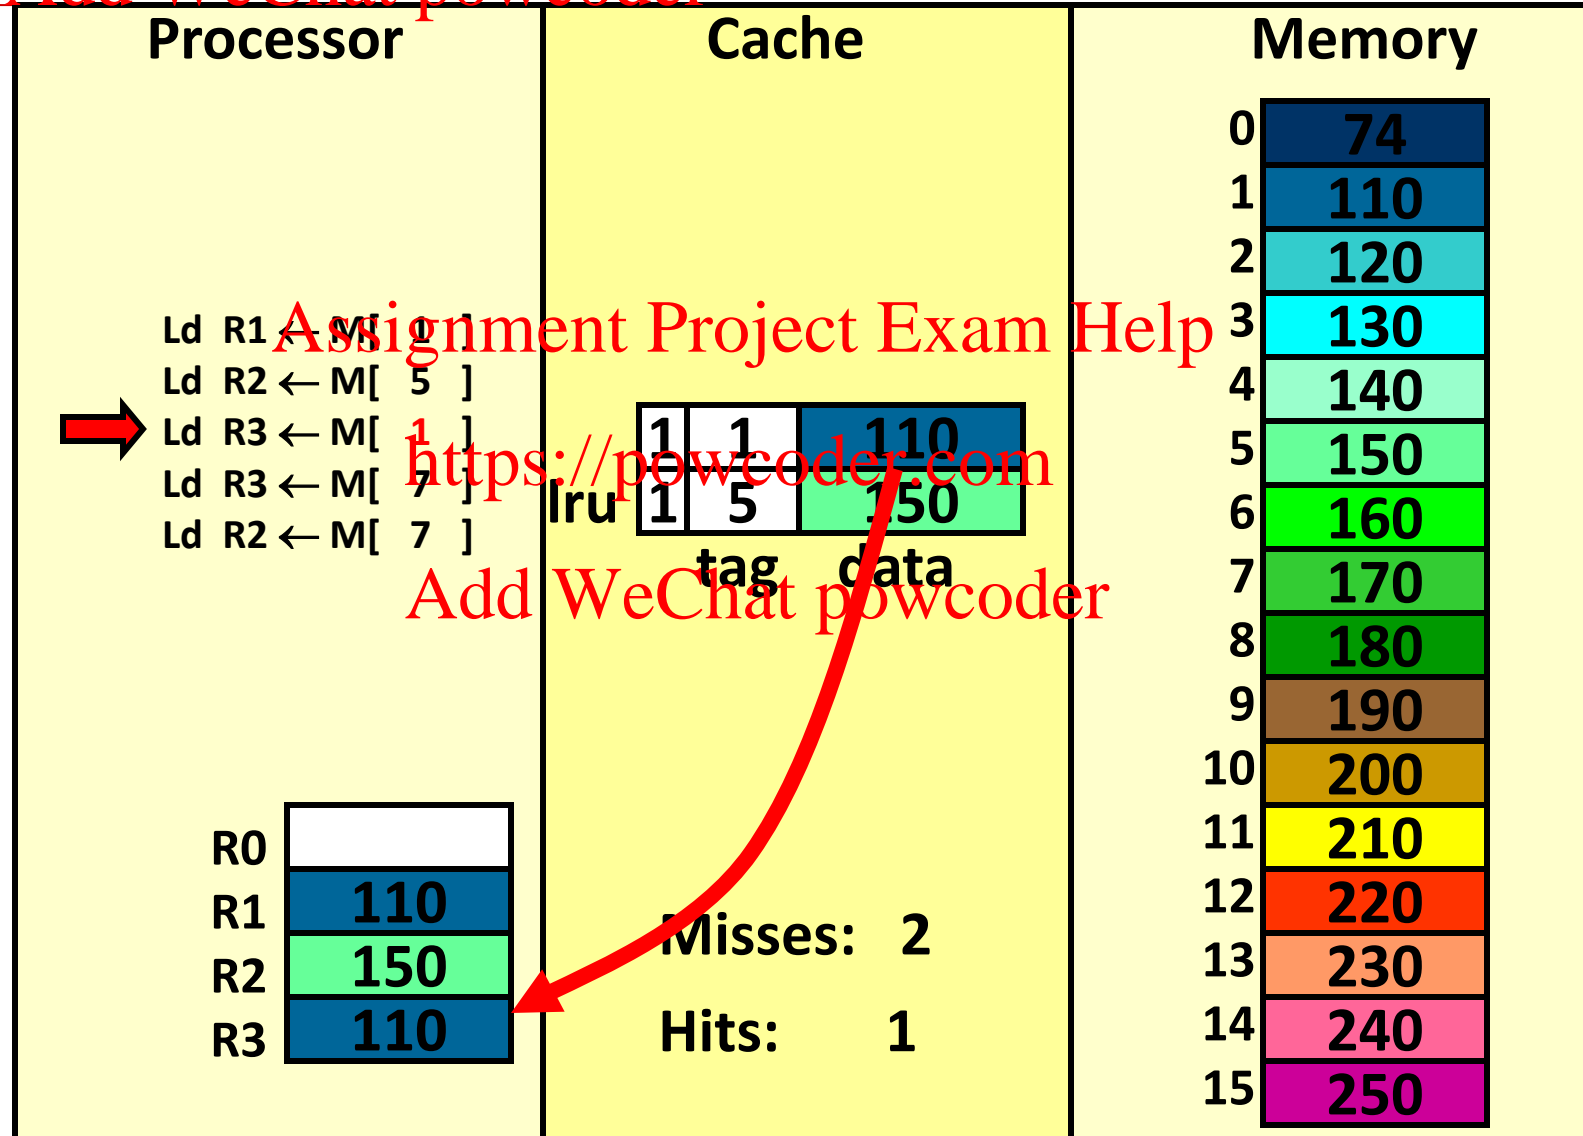 Add WeChat powcoder
Processor
Cache
Memory
Ld R1 ← M[ 1 ]
Ld R2 ← M[ 5 ]
Ld R3 ← M[ 1 ]
Ld R3 ← M[ 7 ]
Ld R2 ← M[ 7 ]
Assignment Project Exam Help
https://powcoder.com
Add WeChat powcoder
1 1 110
lru 1 5 150
tag data
R0
R1 110
R2 150
R3 110
Misses: 2
Hits: 1
0 74
1 110
2 120
3 130
4 140
5 150
6 160
7 170
8 180
9 190
10 200
11 210
12 220
13 230
14 240
15 250